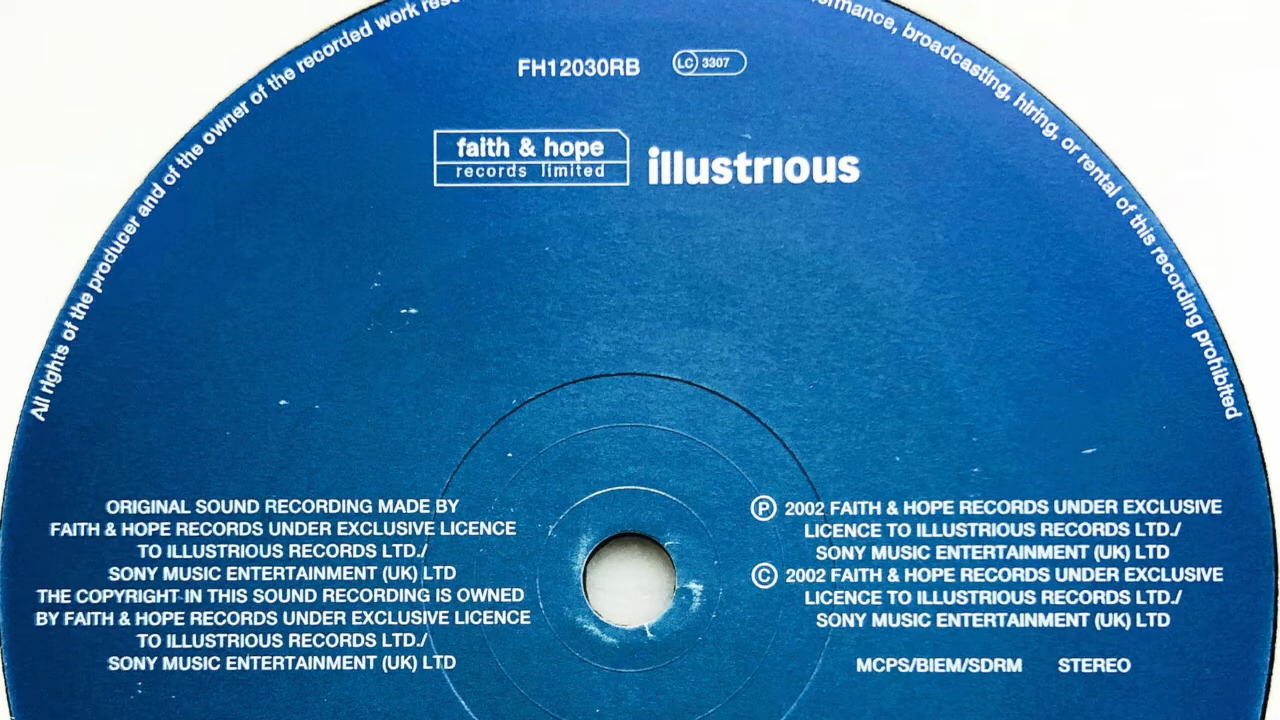 All rights of the producer and of the owner of the recorded work
broadcasting, hiring, or rental of this recording prohibited
FH12030RB LC 3307
faith & hope
records limited
illustrious
ORIGINAL SOUND RECORDING MADE BY
FAITH & HOPE RECORDS UNDER EXCLUSIVE LICENCE
TO ILLUSTRIOUS RECORDS LTD./
SONY MUSIC ENTERTAINMENT (UK) LTD
THE COPYRIGHT IN THIS SOUND RECORDING IS OWNED
BY FAITH & HOPE RECORDS UNDER EXCLUSIVE LICENCE
TO ILLUSTRIOUS RECORDS LTD./
SONY MUSIC ENTERTAINMENT (UK) LTD
Ⓟ 2002 FAITH & HOPE RECORDS UNDER EXCLUSIVE
LICENCE TO ILLUSTRIOUS RECORDS LTD./
SONY MUSIC ENTERTAINMENT (UK) LTD
© 2002 FAITH & HOPE RECORDS UNDER EXCLUSIVE
LICENCE TO ILLUSTRIOUS RECORDS LTD./
SONY MUSIC ENTERTAINMENT (UK) LTD
MCPS/BIEM/SDRM STEREO